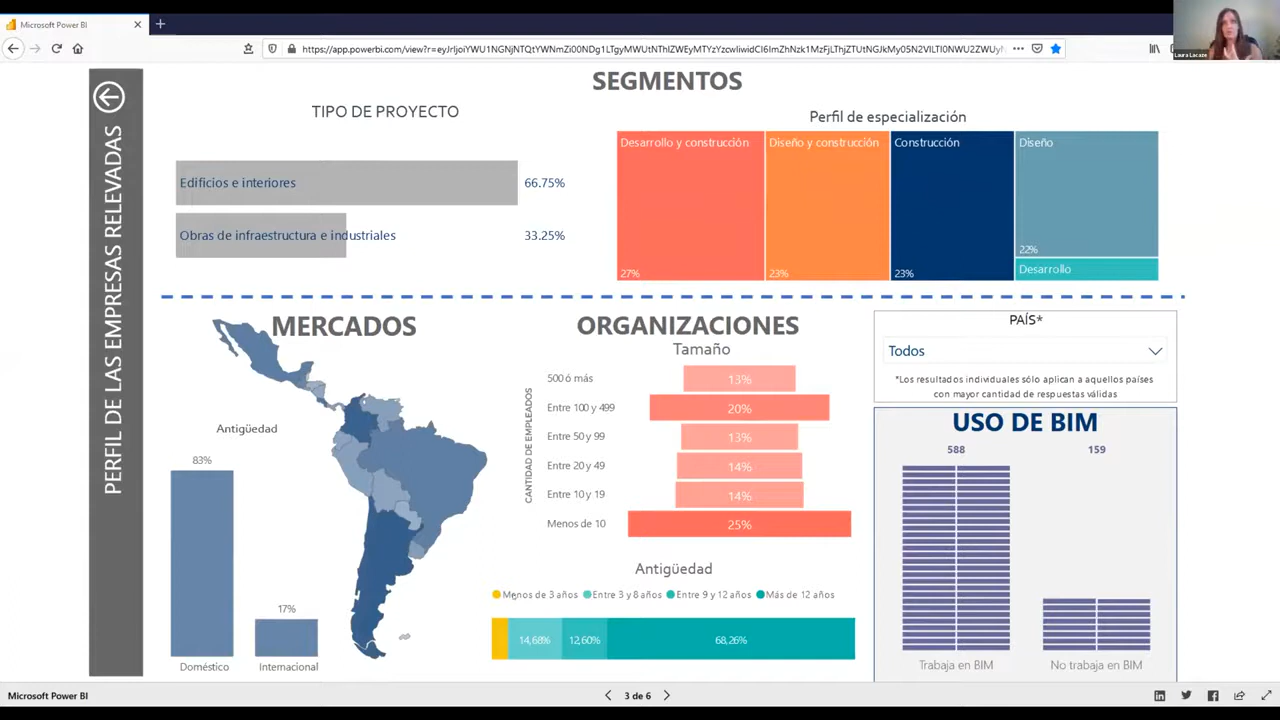 Microsoft Power BI
Laura Lacaze
SEGMENTOS
TIPO DE PROYECTO
Edificios e interiores
66.75%
Obras de infraestructura e industriales
33.25%
Perfil de especialización
Desarrollo y construcción
27%
Diseño y construcción
23%
Construcción
23%
Diseño
22%
Desarrollo
PERFIL DE LAS EMPRESAS RELEVADAS
MERCADOS
Antigüedad
83%
17%
Doméstico
Internacional
ORGANIZACIONES
Tamaño
CANTIDAD DE EMPLEADOS
500 ó más
13%
Entre 100 y 499
20%
Entre 50 y 99
13%
Entre 20 y 49
14%
Entre 10 y 19
14%
Menos de 10
25%
Antigüedad
Menos de 3 años
Entre 3 y 8 años
Entre 9 y 12 años
Más de 12 años
14,68%
12,60%
68,26%
PAÍS*
Todos
*Los resultados individuales sólo aplican a aquellos países
con mayor cantidad de respuestas válidas
USO DE BIM
588
159
Trabaja en BIM
No trabaja en BIM
Microsoft Power BI
3 de 6